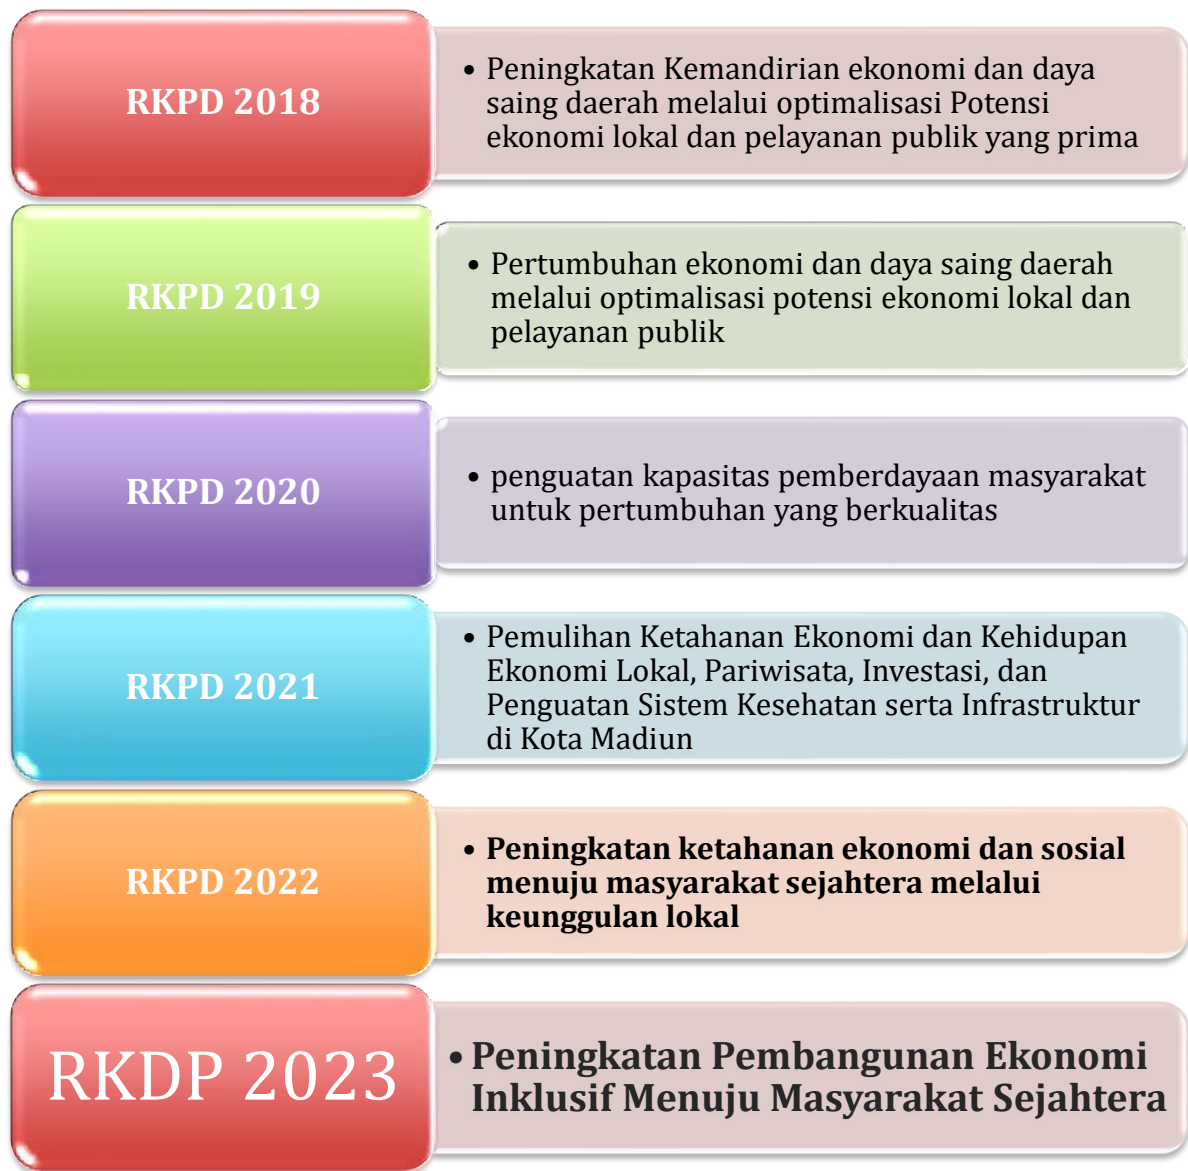 RKPD 2018
• Peningkatan Kemandirian ekonomi dan daya
saing daerah melalui optimalisasi Potensi
ekonomi lokal dan pelayanan publik yang prima
RKPD 2019
• Pertumbuhan ekonomi dan daya saing daerah
melalui optimalisasi potensi ekonomi lokal dan
pelayanan publik
RKPD 2020
• penguatan kapasitas pemberdayaan masyarakat
untuk pertumbuhan yang berkualitas
RKPD 2021
• Pemulihan Ketahanan Ekonomi dan Kehidupan
Ekonomi Lokal, Pariwisata, Investasi, dan
Penguatan Sistem Kesehatan serta Infrastruktur
di Kota Madiun
RKPD 2022
• Peningkatan ketahanan ekonomi dan sosial
menuju masyarakat sejahtera melalui
keunggulan lokal
RKDP 2023
• Peningkatan Pembangunan Ekonomi
Inklusif Menuju Masyarakat Sejahtera